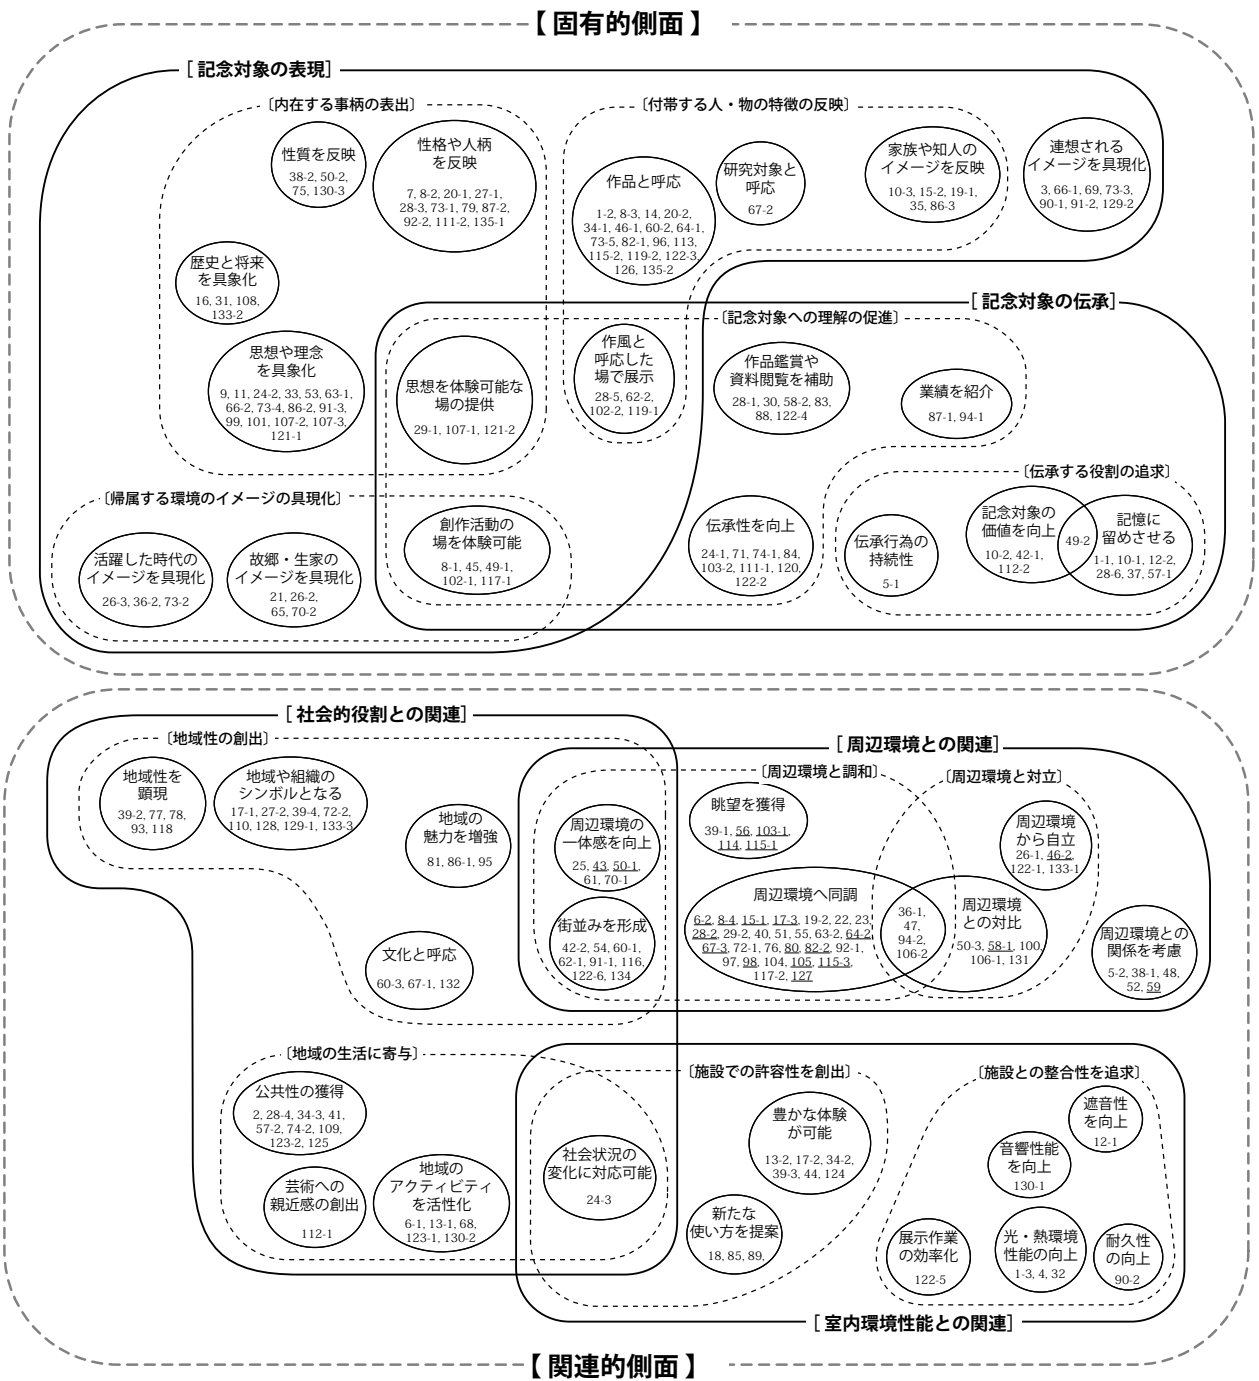 【 固有的側面 】
[ 記念対象の表現 ]
〔内在する事柄の表出〕
性質を反映
38-2, 50-2,
75, 130-3
性格や人柄
を反映
7, 8-2, 20-1, 27-1,
28-3, 73-1, 79, 87-2,
92-2, 111-2, 135-1
歴史と将来
を具象化
16, 31, 108,
133-2
思想や理念
を具象化
9, 11, 24-2, 33, 53, 63-1,
66-2, 73-4, 86-2, 91-3,
99, 101, 107-2, 107-3,
121-1
思想を体験可能な
場の提供
29-1, 107-1, 121-2
〔付帯する人・物の特徴の反映〕
作品と呼応
1-2, 8-3, 14, 20-2,
34-1, 46-1, 60-2, 64-1,
73-5, 82-1, 96, 113,
115-2, 119-2, 122-3,
126, 135-2
研究対象と
呼応
67-2
家族や知人の
イメージを反映
10-3, 15-2, 19-1,
35, 86-3
連想される
イメージを具現化
3, 66-1, 69, 73-3,
90-1, 91-2, 129-2
作風と
呼応した
場で展示
28-5, 62-2,
102-2, 119-1
[ 記念対象の伝承 ]
〔記念対象への理解の促進〕
作品鑑賞や
資料閲覧を補助
28-1, 30, 58-2, 83,
88, 122-4
業績を紹介
87-1, 94-1
〔帰属する環境のイメージの具現化〕
活躍した時代の
イメージを具現化
26-3, 36-2, 73-2
故郷・生家の
イメージを具現化
21, 26-2,
65, 70-2
創作活動の
場を体験可能
8-1, 45, 49-1,
102-1, 117-1
伝承性を向上
24-1, 71, 74-1, 84,
103-2, 111-1, 120,
122-2
〔伝承する役割の追求〕
伝承行為の
持続性
5-1
記念対象の
価値を向上
10-2, 42-1,
112-2
49-2
記憶に
留めさせる
1-1, 10-1, 12-2,
28-6, 37, 57-1
[ 社会的役割との関連 ]
〔地域性の創出〕
地域性を
顕現
39-2, 77, 78,
93, 118
地域や組織の
シンボルとなる
17-1, 27-2, 39-4, 72-2,
110, 128, 129-1, 133-3
地域の
魅力を増強
81, 86-1, 95
文化と呼応
60-3, 67-1, 132
[ 周辺環境との関連 ]
〔周辺環境と調和〕
周辺環境の
一体感を向上
25, 43, 50-1,
61, 70-1
街並みを形成
42-2, 54, 60-1,
62-1, 91-1, 116,
122-6, 134
眺望を獲得
39-1, 56, 103-1,
114, 115-1
周辺環境へ同調
6-2, 8-4, 15-1, 17-3, 19-2, 22, 23,
28-2, 29-2, 40, 51, 55, 63-2, 64-2,
67-3, 72-1, 76, 80, 82-2, 92-1,
97, 98, 104, 105, 115-3,
117-2, 127
36-1,
47,
94-2,
106-2
〔周辺環境と対立〕
周辺環境
から自立
26-1, 46-2,
122-1, 133-1
周辺環境
との対比
50-3, 58-1, 100,
106-1, 131
周辺環境との
関係を考慮
5-2, 38-1, 48,
52, 59
〔地域の生活に寄与〕
公共性の獲得
2, 28-4, 34-3, 41,
57-2, 74-2, 109,
123-2, 125
芸術への
親近感の創出
112-1
地域の
アクティビティ
を活性化
6-1, 13-1, 68,
123-1, 130-2
社会状況の
変化に対応可能
24-3
〔施設での許容性を創出〕
豊かな体験
が可能
13-2, 17-2, 34-2,
39-3, 44, 124
新たな
使い方を提案
18, 85, 89,
〔施設との整合性を追求〕
遮音性
を向上
12-1
音響性能
を向上
130-1
展示作業
の効率化
122-5
光・熱環境
性能の向上
1-3, 4, 32
耐久性
の向上
90-2
[ 室内環境性能との関連 ]
【 関連的側面 】